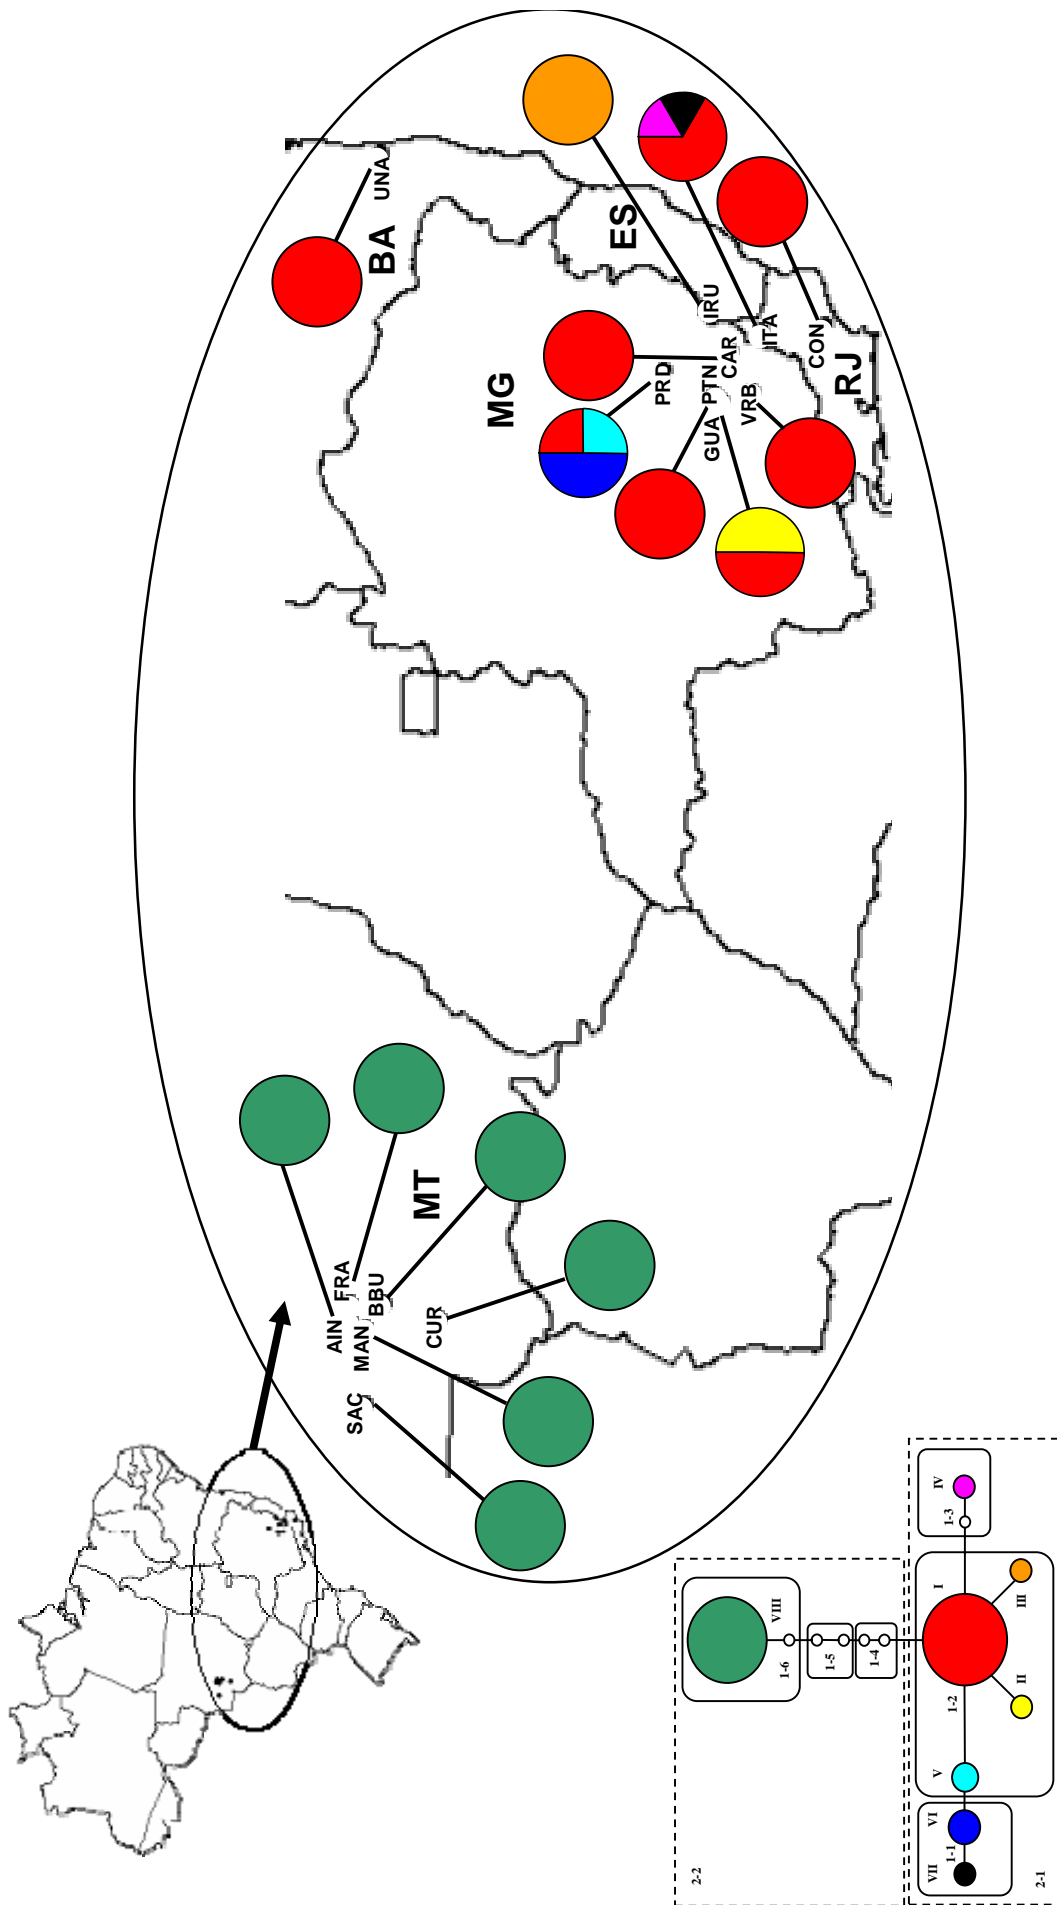 BA
UNA
ES
MG
IRU
ITA
CAR
PRD
PTN
GUA
VRB
CON
RJ
MT
FRA
BBU
AIN
MAN
CUR
SAC
2-2
VIII
1-6
1-5
1-4
IV
1-3
I
III
1-2
II
V
VI
1-1
VII
2-1